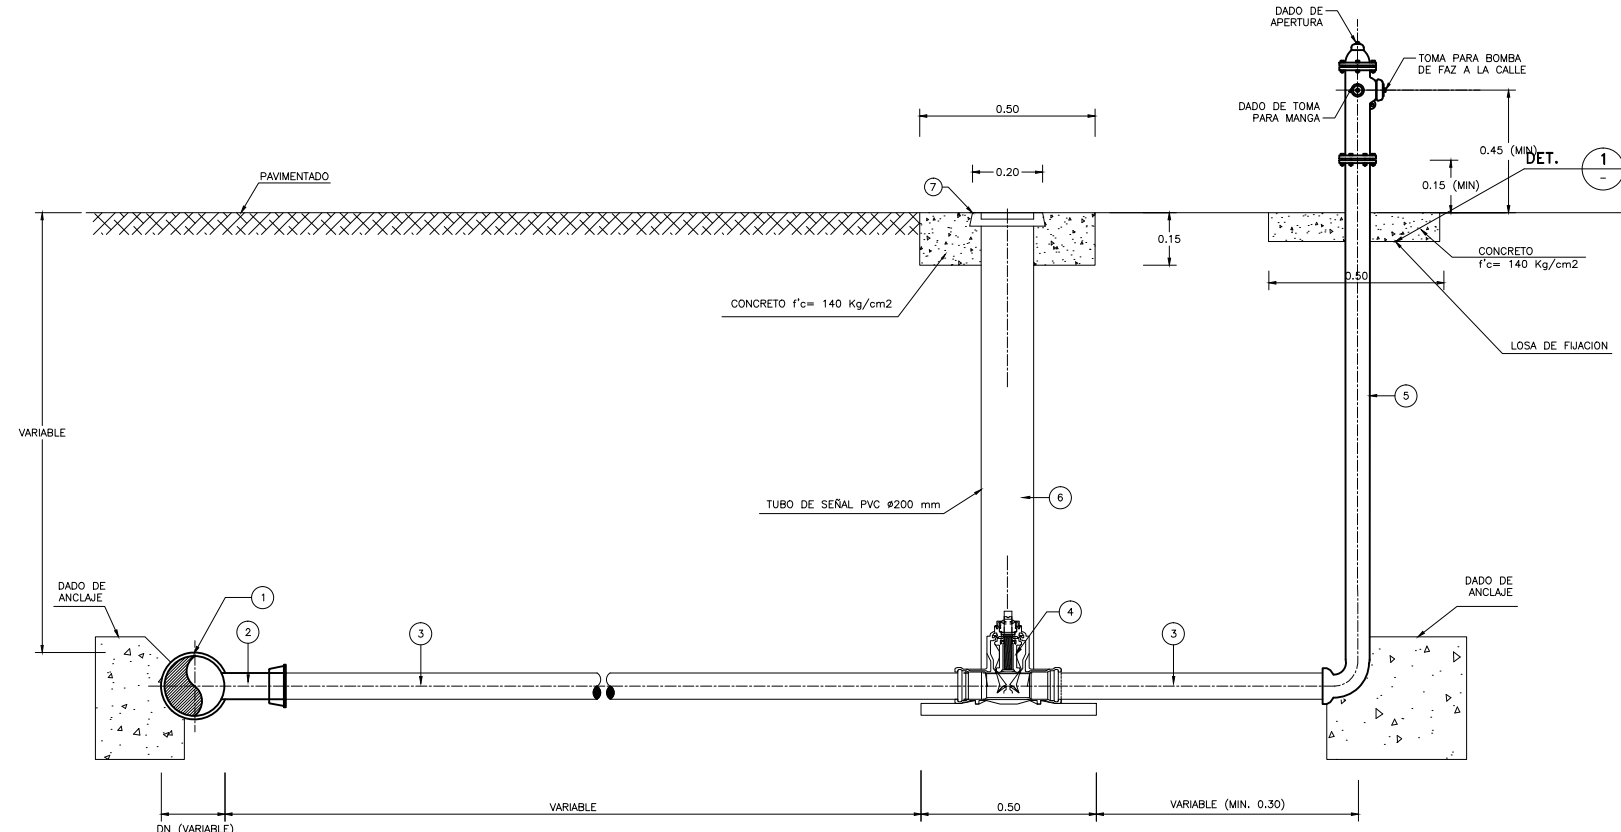 DADO DE
APERTURA
TOMA PARA BOMBA
DE FAZ A LA CALLE
DADO DE TOMA
PARA MANGA
0.50
0.45 (MIN)
DET.
1
-
PAVIMENTADO
7
0.20
0.15 (MIN)
0.15
CONCRETO
f'c= 140 Kg/cm2
0.50
CONCRETO f'c= 140 Kg/cm2
LOSA DE FIJACION
5
VARIABLE
TUBO DE SEÑAL PVC ø200 mm
6
DADO DE
ANCLAJE
1
2
3
4
3
DADO DE
ANCLAJE
VARIABLE
0.50
VARIABLE (MIN. 0.30)
DN (VARIABLE)